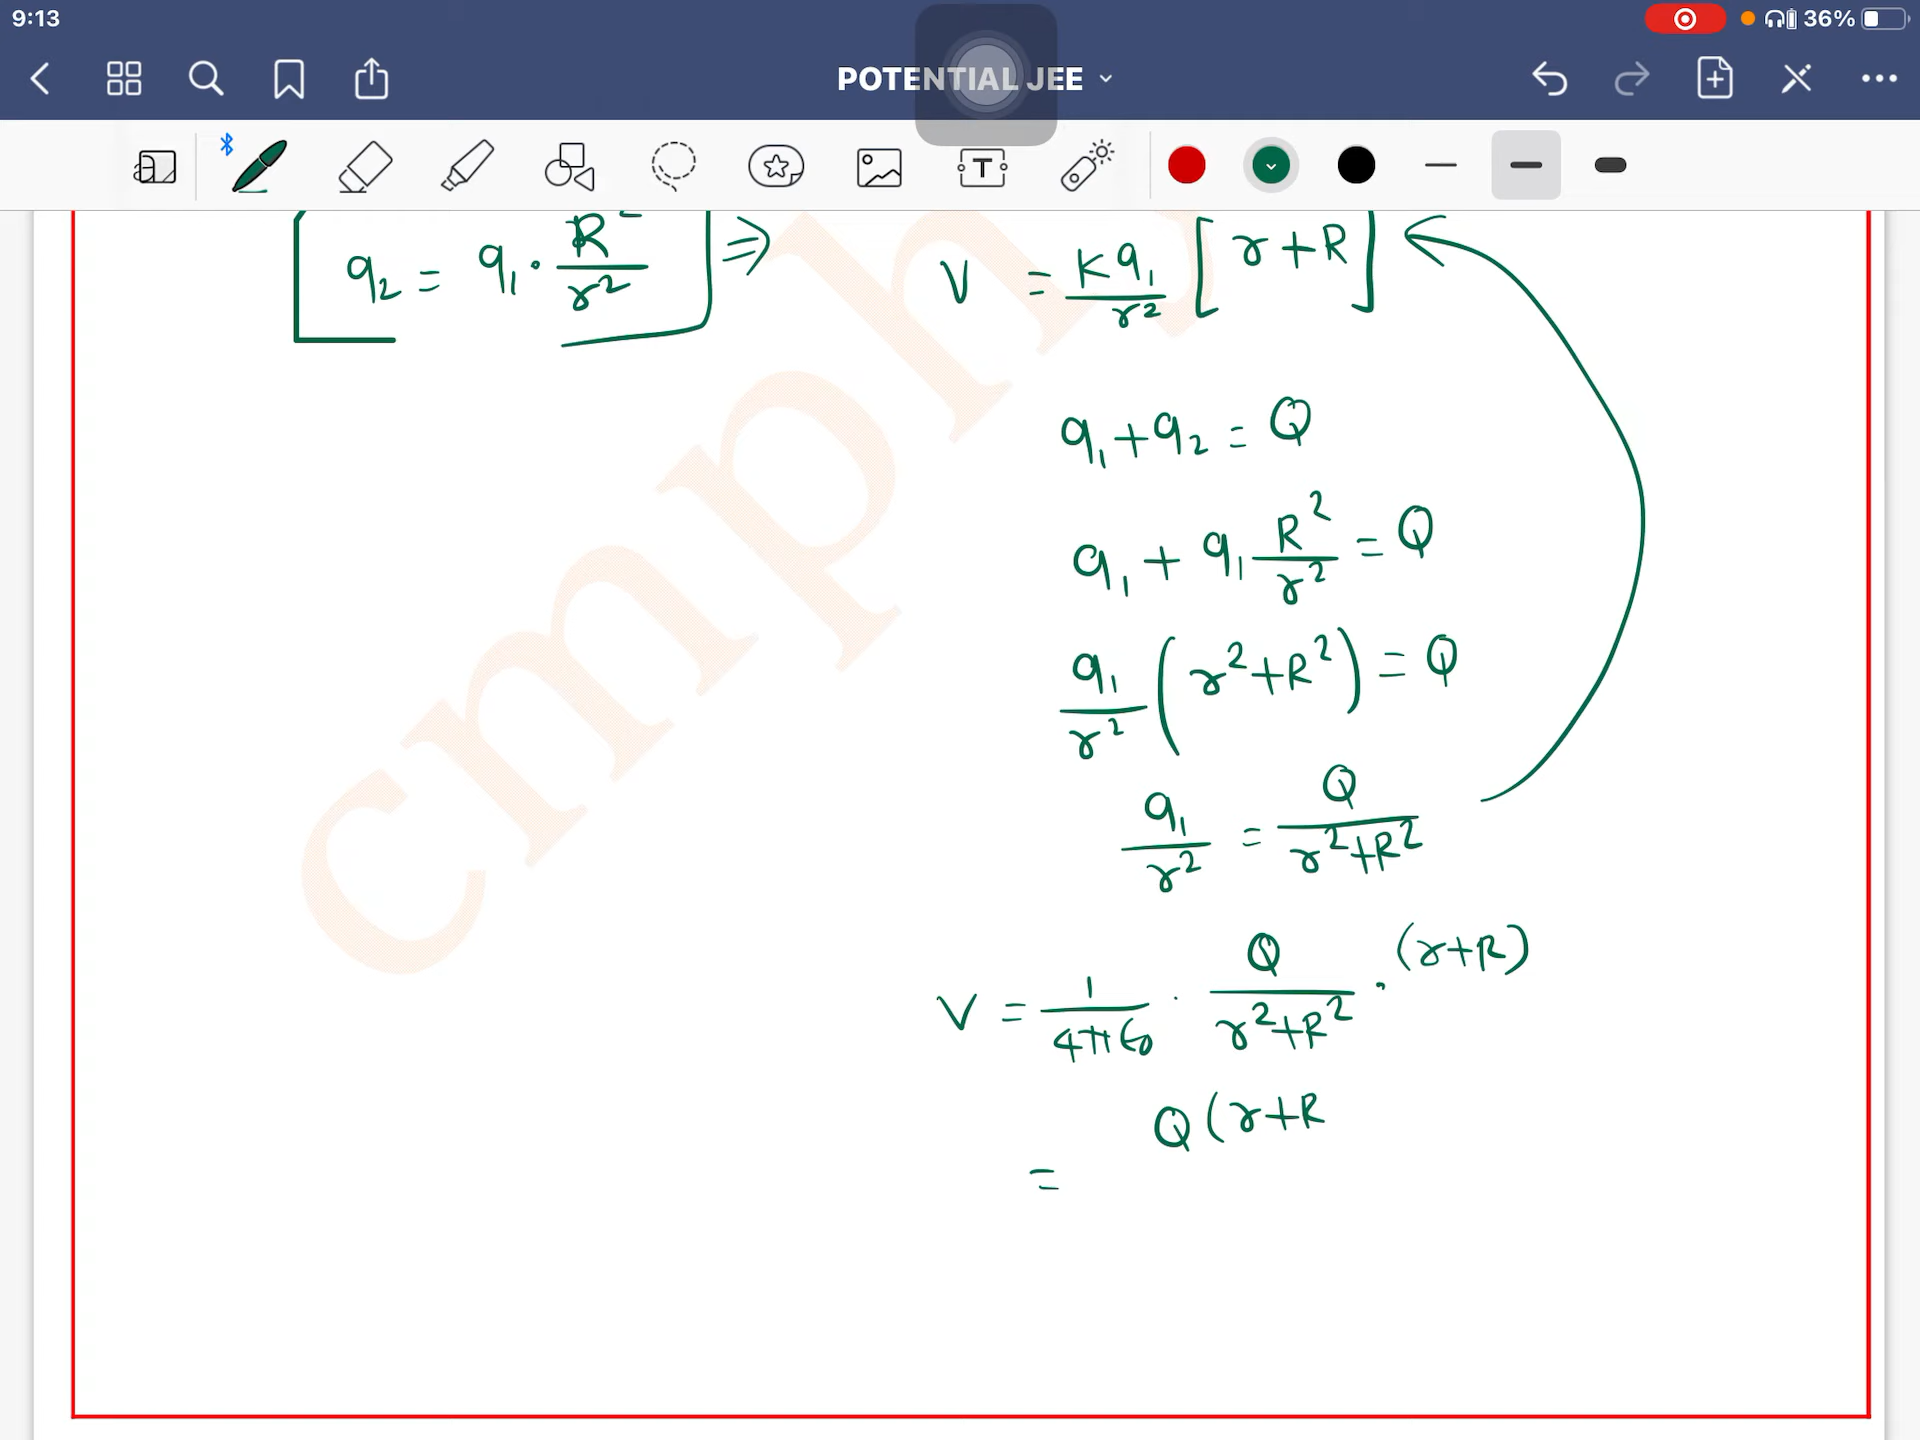 9:13
36%
POTENTIAL JEE
a
T
q₂ = q₁ · R²/r² ⇒
V = Kq₁/r² [r+R]
q₁+q₂ = Q
q₁ + q₁ R²/r² = Q
q₁/r² (r²+R²) = Q
q₁/r² = Q/r²+R²
V = 1/4πϵ₀ · Q/r²+R² · (r+R)
Q(r+R
=
cmph